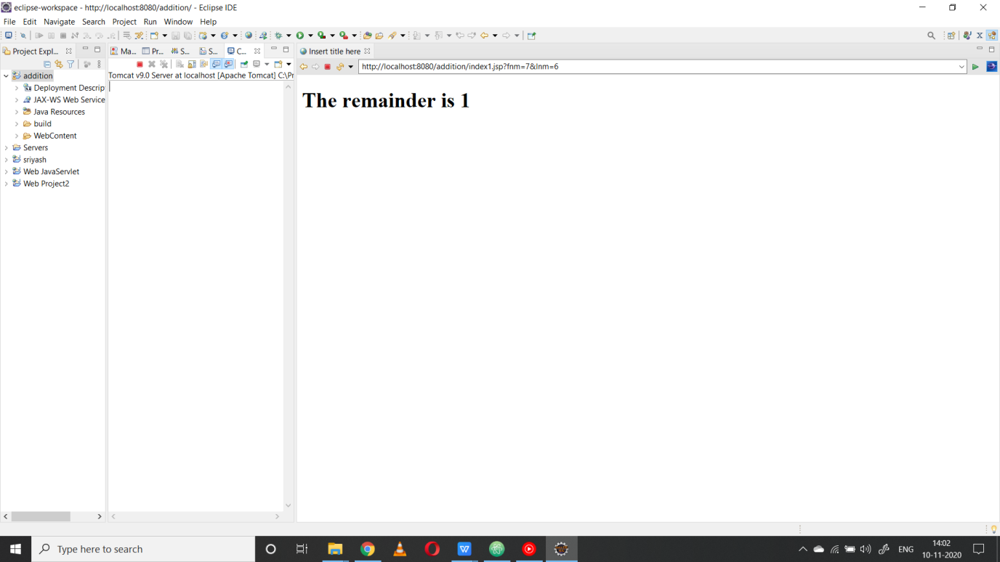 eclipse-workspace - http://localhost:8080/addition/ - Eclipse IDE
File Edit Navigate Search Project Run Window Help
Project Expl...
Ma... Pr... S... S... C...
Insert title here
http://localhost:8080/addition/index1.jsp?fnm=7&lnm=6
Tomcat v9.0 Server at localhost [Apache Tomcat] C:\Pr
addition
Deployment Descrip
JAX-WS Web Service
Java Resources
build
WebContent
Servers
sriyash
Web JavaServlet
Web Project2
The remainder is 1
Type here to search
ENG
14:02
10-11-2020